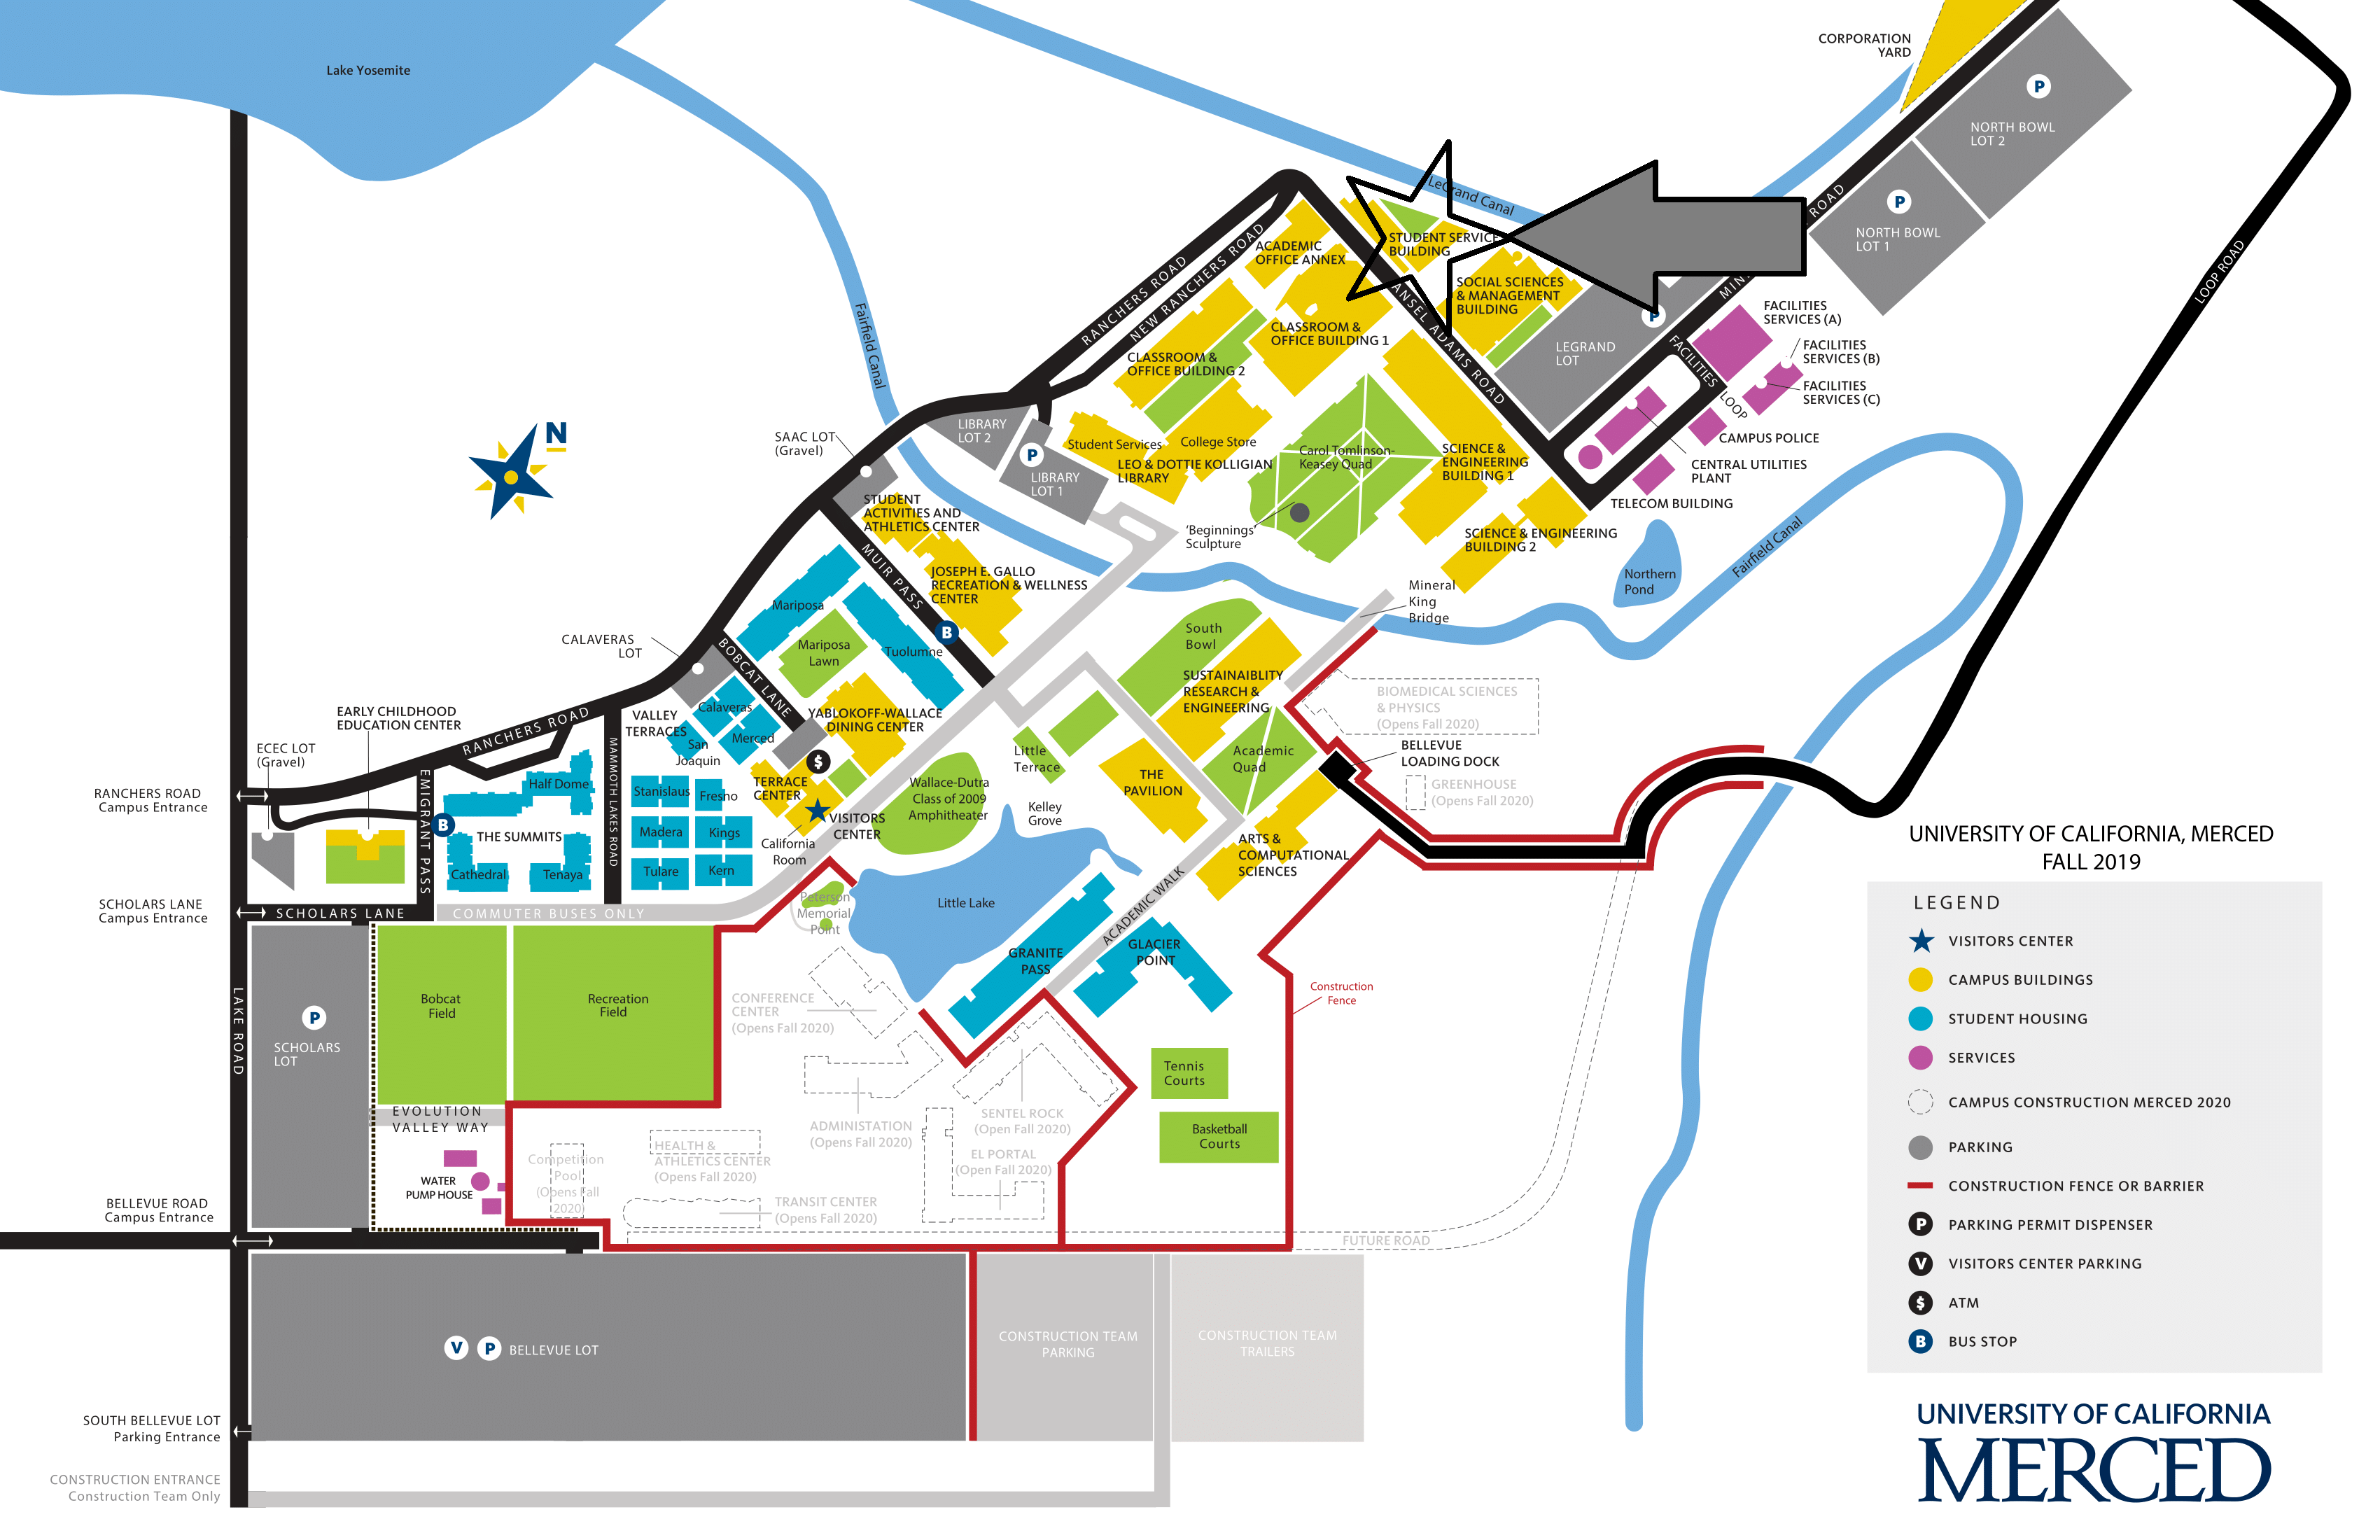 CORPORATION
YARD
Lake Yosemite
NORTH BOWL
LOT 2
P
P
NORTH BOWL
LOT 1
ROAD
LOOP ROAD
LeGrand Canal
STUDENT SERVICE
BUILDING
ACADEMIC
OFFICE ANNEX
RANCHERS ROAD
NEW RANCHERS ROAD
SOCIAL SCIENCES
& MANAGEMENT
BUILDING
ANSEL ADAMS ROAD
P
LEGRAND
LOT
FACILITIES
SERVICES (A)
FACILITIES
SERVICES (B)
FACILITIES
SERVICES (C)
FACILITIES
LOOP
CAMPUS POLICE
CENTRAL UTILITIES
PLANT
TELECOM BUILDING
CLASSROOM &
OFFICE BUILDING 1
CLASSROOM &
OFFICE BUILDING 2
Fairfield Canal
LIBRARY
LOT 2
P
LIBRARY
LOT 1
Student Services
College Store
LEO & DOTTIE KOLLIGIAN
LIBRARY
Carol Tomlinson-
Keasey Quad
SCIENCE &
ENGINEERING
BUILDING 1
'Beginnings'
Sculpture
SCIENCE & ENGINEERING
BUILDING 2
Northern
Pond
Fairfield Canal
N
SAAC LOT
(Gravel)
STUDENT
ACTIVITIES AND
ATHLETICS CENTER
MUIR PASS
JOSEPH E. GALLO
RECREATION & WELLNESS
CENTER
B
Mineral
King
Bridge
CALAVERAS
LOT
Mariposa
Mariposa
Lawn
Tuolumne
BOBCAT LANE
South
Bowl
SUSTAINAIBLITY
RESEARCH &
ENGINEERING
BIOMEDICAL SCIENCES
& PHYSICS
(Opens Fall 2020)
BELLEVUE
LOADING DOCK
GREENHOUSE
(Opens Fall 2020)
Academic
Quad
Little
Terrace
THE
PAVILION
ARTS &
COMPUTATIONAL
SCIENCES
EARLY CHILDHOOD
EDUCATION CENTER
ECEC LOT
(Gravel)
RANCHERS ROAD
VALLEY
TERRACES
Calaveras
Merced
San
Joaquin
YABLOKOFF-WALLACE
DINING CENTER
$
TERRACE
CENTER
VISITORS
CENTER
California
Room
Wallace-Dutra
Class of 2009
Amphitheater
Kelley
Grove
RANCHERS ROAD
Campus Entrance
EMIGRANT PASS
B
Half Dome
THE SUMMITS
Cathedral
Tenaya
MAMMOTH LAKES ROAD
Stanislaus
Fresno
Madera
Kings
Tulare
Kern
SCHOLARS LANE
Campus Entrance
SCHOLARS LANE
COMMUTER BUSES ONLY
Peterson
Memorial
Point
Little Lake
ACADEMIC WALK
GRANITE
PASS
GLACIER
POINT
LAKE ROAD
P
SCHOLARS
LOT
Bobcat
Field
Recreation
Field
CONFERENCE
CENTER
(Opens Fall 2020)
Construction
Fence
Tennis
Courts
Basketball
Courts
EVOLUTION
VALLEY WAY
WATER
PUMP HOUSE
Competition
Pool
(Opens Fall
2020)
HEALTH &
ATHLETICS CENTER
(Opens Fall 2020)
ADMINISTATION
(Opens Fall 2020)
SENTEL ROCK
(Open Fall 2020)
EL PORTAL
(Open Fall 2020)
TRANSIT CENTER
(Opens Fall 2020)
FUTURE ROAD
BELLEVUE ROAD
Campus Entrance
V
P
BELLEVUE LOT
CONSTRUCTION TEAM
PARKING
CONSTRUCTION TEAM
TRAILERS
SOUTH BELLEVUE LOT
Parking Entrance
CONSTRUCTION ENTRANCE
Construction Team Only
UNIVERSITY OF CALIFORNIA, MERCED
FALL 2019
LEGEND
VISITORS CENTER
CAMPUS BUILDINGS
STUDENT HOUSING
SERVICES
CAMPUS CONSTRUCTION MERCED 2020
PARKING
CONSTRUCTION FENCE OR BARRIER
P PARKING PERMIT DISPENSER
V VISITORS CENTER PARKING
$ ATM
B BUS STOP
UNIVERSITY OF CALIFORNIA
MERCED